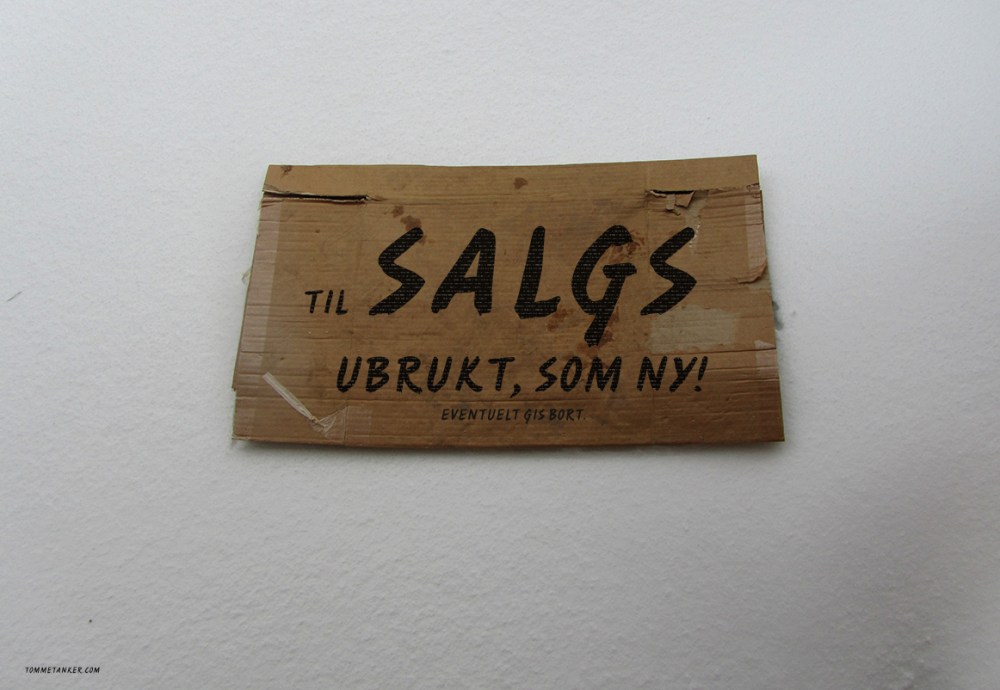 TIL SALGS
UBRUKT, SOM NY!
EVENTUELT GIS BORT.
TOMMETANKER.COM